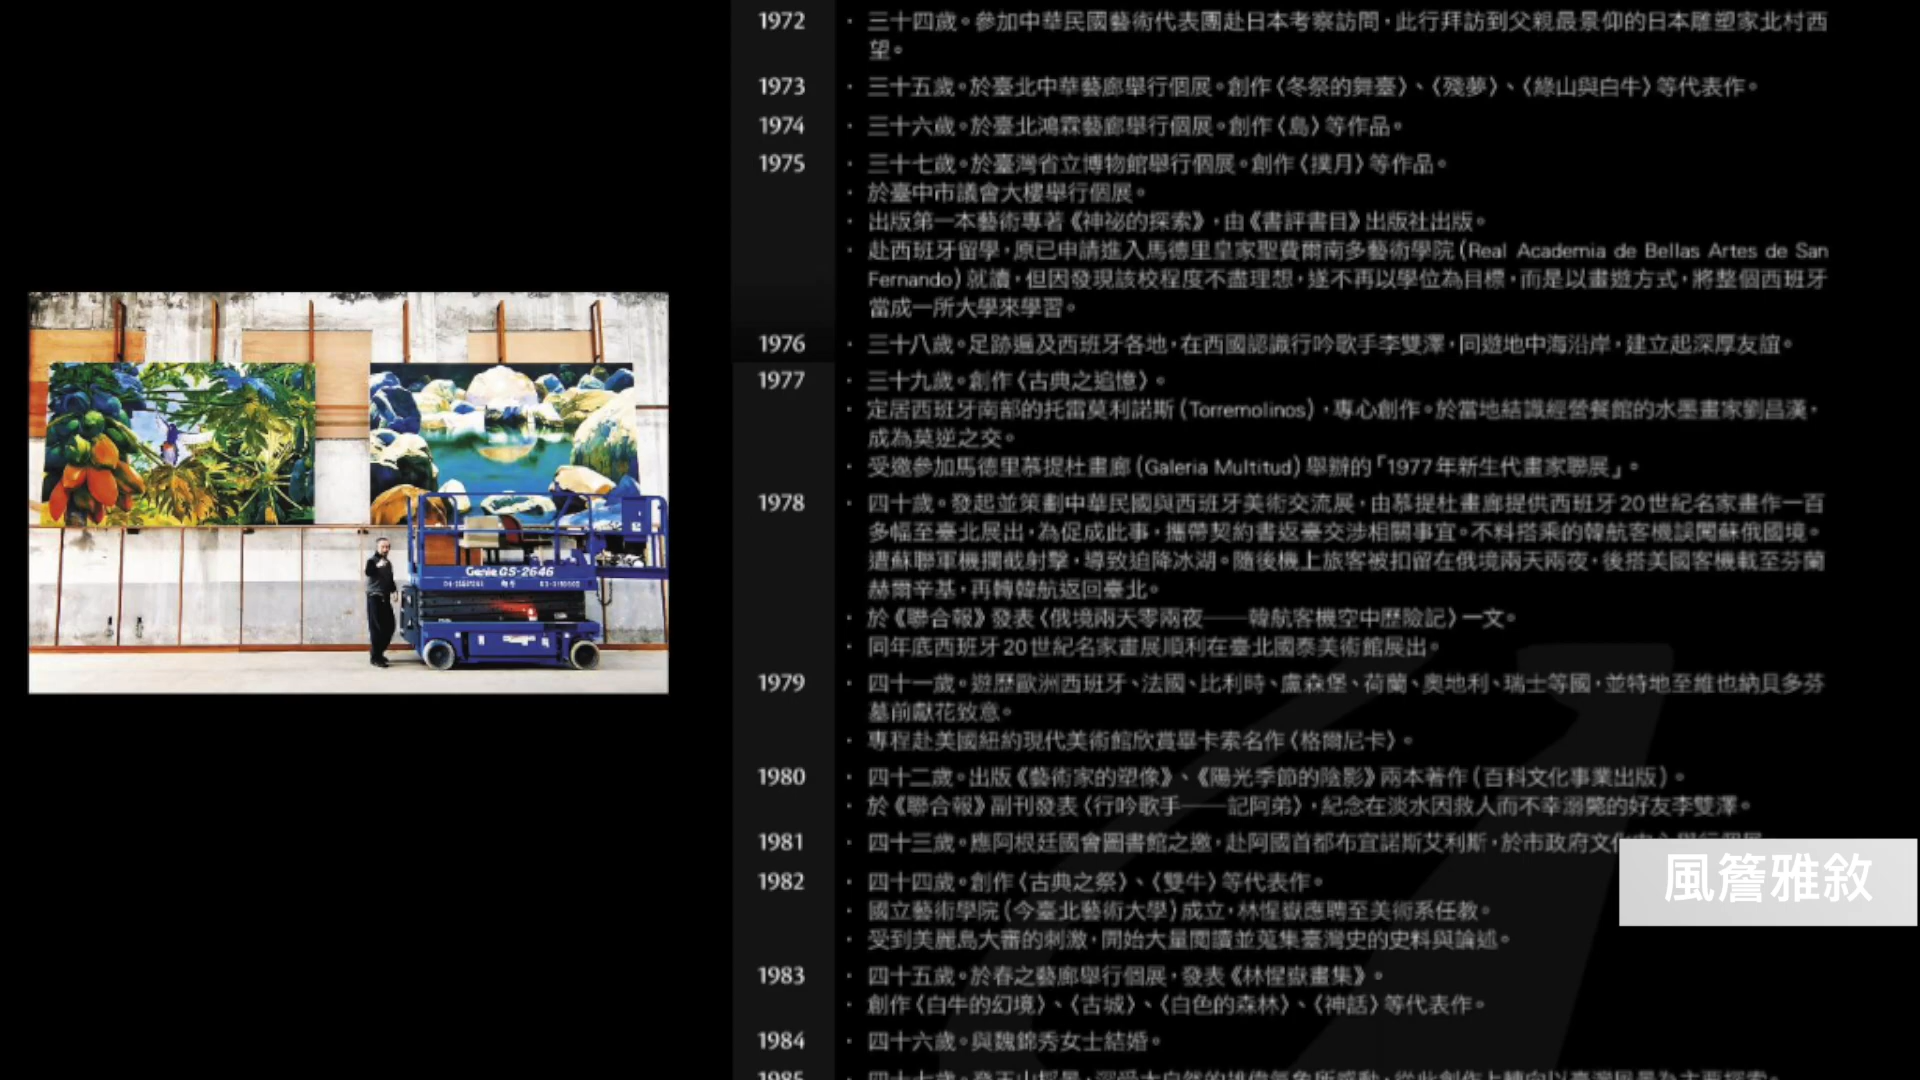 1972 · 三十四歲。參加中華民國藝術代表團赴日本考察訪問，此行拜訪到父親最景仰的日本雕塑家北村西
望。
1973 · 三十五歲。於臺北中華藝廊舉行個展。創作〈冬祭的舞臺〉、〈殘夢〉、〈綠山與白牛〉等代表作。
1974 · 三十六歲。於臺北鴻霖藝廊舉行個展。創作〈島〉等作品。
1975 · 三十七歲。於臺灣省立博物館舉行個展。創作〈撲月〉等作品。
· 於臺中市議會大樓舉行個展。
· 出版第一本藝術專著《神祕的探索》，由《書評書目》出版社出版。
· 赴西班牙留學，原已申請進入馬德里皇家聖費爾南多藝術學院（Real Academia de Bellas Artes de San
Fernando）就讀，但因發現該校程度不盡理想，遂不再以學位為目標，而是以畫遊方式，將整個西班牙
當成一所大學來學習。
1976 · 三十八歲。足跡遍及西班牙各地，在西國認識行吟歌手李雙澤，同遊地中海沿岸，建立起深厚友誼。
1977 · 三十九歲。創作〈古典之追憶〉。
· 定居西班牙南部的托雷莫利諾斯（Torremolinos），專心創作。於當地結識經營餐館的水墨畫家劉昌漢，
成為莫逆之交。
· 受邀參加馬德里慕提杜畫廊（Galeria Multitud）舉辦的「1977年新生代畫家聯展」。
1978 · 四十歲。發起並策劃中華民國與西班牙美術交流展，由慕提杜畫廊提供西班牙20世紀名家畫作一百
多幅至臺北展出，為促成此事，攜帶契約書返臺交涉相關事宜。不料搭乘的韓航客機誤闖蘇俄國境。
遭蘇聯軍機攔截射擊，導致迫降冰湖。隨後機上旅客被扣留在俄境兩天兩夜，後搭美國客機載至芬蘭
赫爾辛基，再轉韓航返回臺北。
· 於《聯合報》發表〈俄境兩天零兩夜——韓航客機空中歷險記〉一文。
· 同年底西班牙20世紀名家畫展順利在臺北國泰美術館展出。
1979 · 四十一歲。遊歷歐洲西班牙、法國、比利時、盧森堡、荷蘭、奧地利、瑞士等國，並特地至維也納貝多芬
墓前獻花致意。
· 專程赴美國紐約現代美術館欣賞畢卡索名作〈格爾尼卡〉。
1980 · 四十二歲。出版《藝術家的塑像》、《陽光季節的陰影》兩本著作（百科文化事業出版）。
· 於《聯合報》副刊發表〈行吟歌手——記阿弟〉，紀念在淡水因救人而不幸溺斃的好友李雙澤。
1981 · 四十三歲。應阿根廷國會圖書館之邀，赴阿國首都布宜諾斯艾利斯，於市政府文化中心舉行個展
1982 · 四十四歲。創作〈古典之祭〉、〈雙牛〉等代表作。
· 國立藝術學院（今臺北藝術大學）成立，林惺嶽應聘至美術系任教。
· 受到美麗島大審的刺激，開始大量閱讀並蒐集臺灣史的史料與論述。
1983 · 四十五歲。於春之藝廊舉行個展，發表《林惺嶽畫集》。
· 創作〈白牛的幻境〉、〈古城〉、〈白色的森林〉、〈神話〉等代表作。
1984 · 四十六歲。與魏錦秀女士結婚。
1985
Genie GS-2646
風簷雅敘